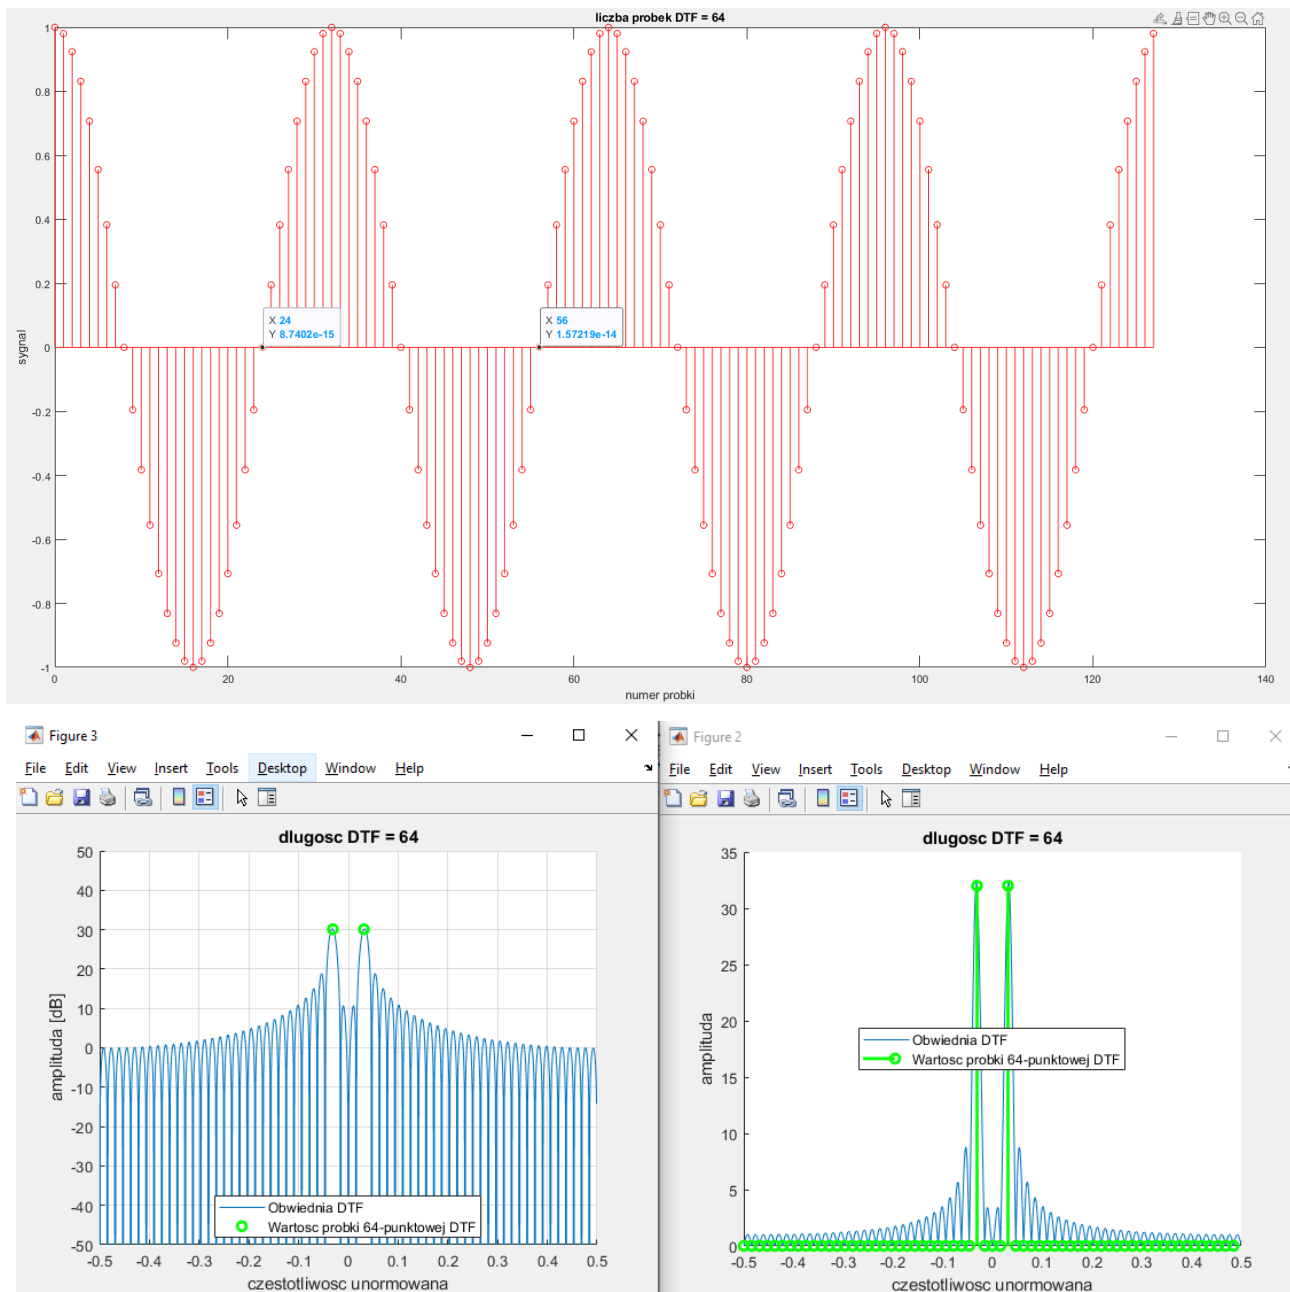 liczba probek DTF = 64
1
0.8
0.6
0.4
0.2
0
-0.2
-0.4
-0.6
-0.8
-1
sygnal
X 24
Y 8.7402e-15
X 56
Y 1.57219e-14
0 20 40 60 80 100 120 140
numer probki
Figure 3
File Edit View Insert Tools Desktop Window Help
dlugosc DTF = 64
50
40
30
20
10
0
-10
-20
-30
-40
-50
amplituda [dB]
Obwiednia DTF
Wartosc probki 64-punktowej DTF
-0.5 -0.4 -0.3 -0.2 -0.1 0 0.1 0.2 0.3 0.4 0.5
czestotliwosc unormowana
Figure 2
File Edit View Insert Tools Desktop Window Help
dlugosc DTF = 64
35
30
25
20
15
10
5
0
amplituda
Obwiednia DTF
Wartosc probki 64-punktowej DTF
-0.5 -0.4 -0.3 -0.2 -0.1 0 0.1 0.2 0.3 0.4 0.5
czestotliwosc unormowana